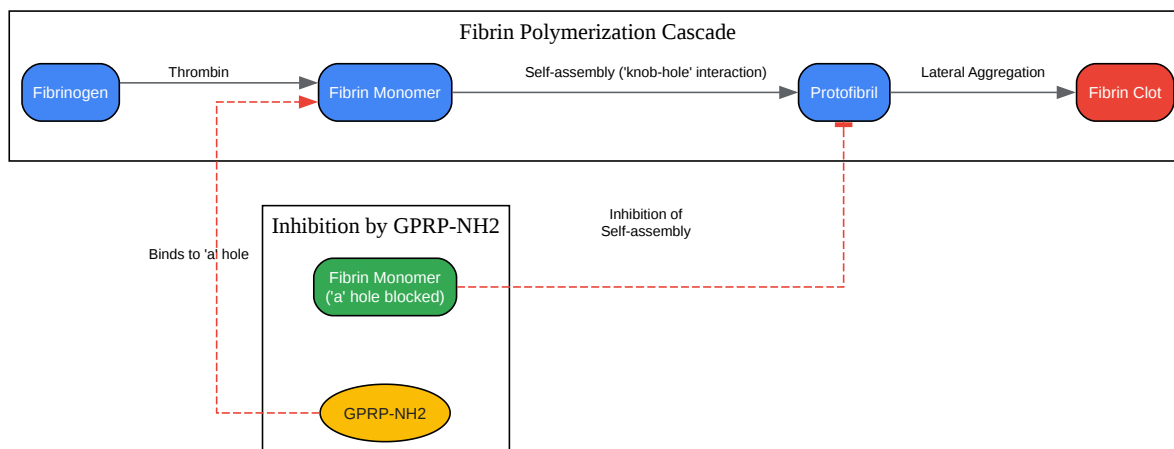 Fibrin Polymerization Cascade
Fibrinogen
Thrombin
Fibrin Monomer
Self-assembly ('knob-hole' interaction)
Protofibril
Lateral Aggregation
Fibrin Clot
Inhibition by GPRP-NH2
Binds to 'a' hole
Fibrin Monomer
('a' hole blocked)
Inhibition of
Self-assembly
GPRP-NH2